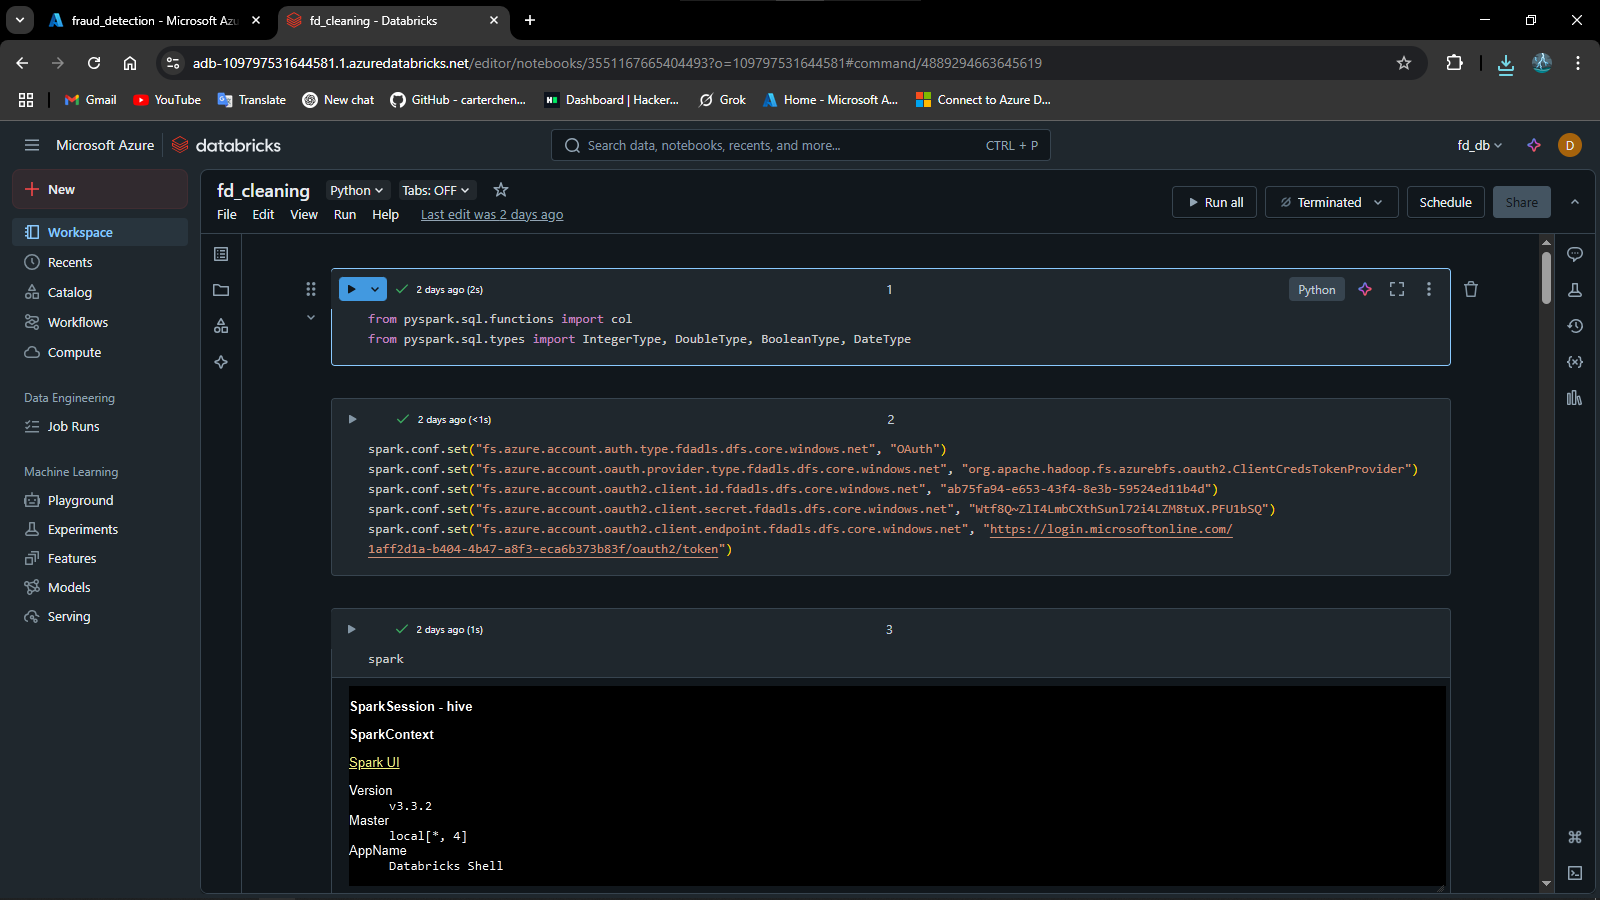 fraud_detection - Microsoft Azu
fd_cleaning - Databricks
adb-109797531644581.1.azuredatabricks.net/editor/notebooks/3551167665404493?o=109797531644581#command/4889294663645619
Gmail
YouTube
Translate
New chat
GitHub - carterchen...
Dashboard | Hacker...
Grok
Home - Microsoft A...
Connect to Azure D...
Microsoft Azure
databricks
Search data, notebooks, recents, and more...
CTRL + P
fd_db
D
New
Workspace
Recents
Catalog
Workflows
Compute
Data Engineering
Job Runs
Machine Learning
Playground
Experiments
Features
Models
Serving
fd_cleaning
Python
Tabs: OFF
File Edit View Run Help
Last edit was 2 days ago
Run all
Terminated
Schedule
Share
2 days ago (2s)
1
Python
from pyspark.sql.functions import col
from pyspark.sql.types import IntegerType, DoubleType, BooleanType, DateType
2 days ago (<1s)
2
spark.conf.set("fs.azure.account.auth.type.fdadls.dfs.core.windows.net", "OAuth")
spark.conf.set("fs.azure.account.oauth.provider.type.fdadls.dfs.core.windows.net", "org.apache.hadoop.fs.azurebfs.oauth2.ClientCredsTokenProvider")
spark.conf.set("fs.azure.account.oauth2.client.id.fdadls.dfs.core.windows.net", "ab75fa94-e653-43f4-8e3b-59524ed11b4d")
spark.conf.set("fs.azure.account.oauth2.client.secret.fdadls.dfs.core.windows.net", "Wtf8Q~ZlI4LmbCXthSunl72i4LZM8tuX.PFU1bSQ")
spark.conf.set("fs.azure.account.oauth2.client.endpoint.fdadls.dfs.core.windows.net", "https://login.microsoftonline.com/
1aff2d1a-b404-4b47-a8f3-eca6b373b83f/oauth2/token")
2 days ago (1s)
3
spark
SparkSession - hive
SparkContext
Spark UI
Version
v3.3.2
Master
local[*, 4]
AppName
Databricks Shell